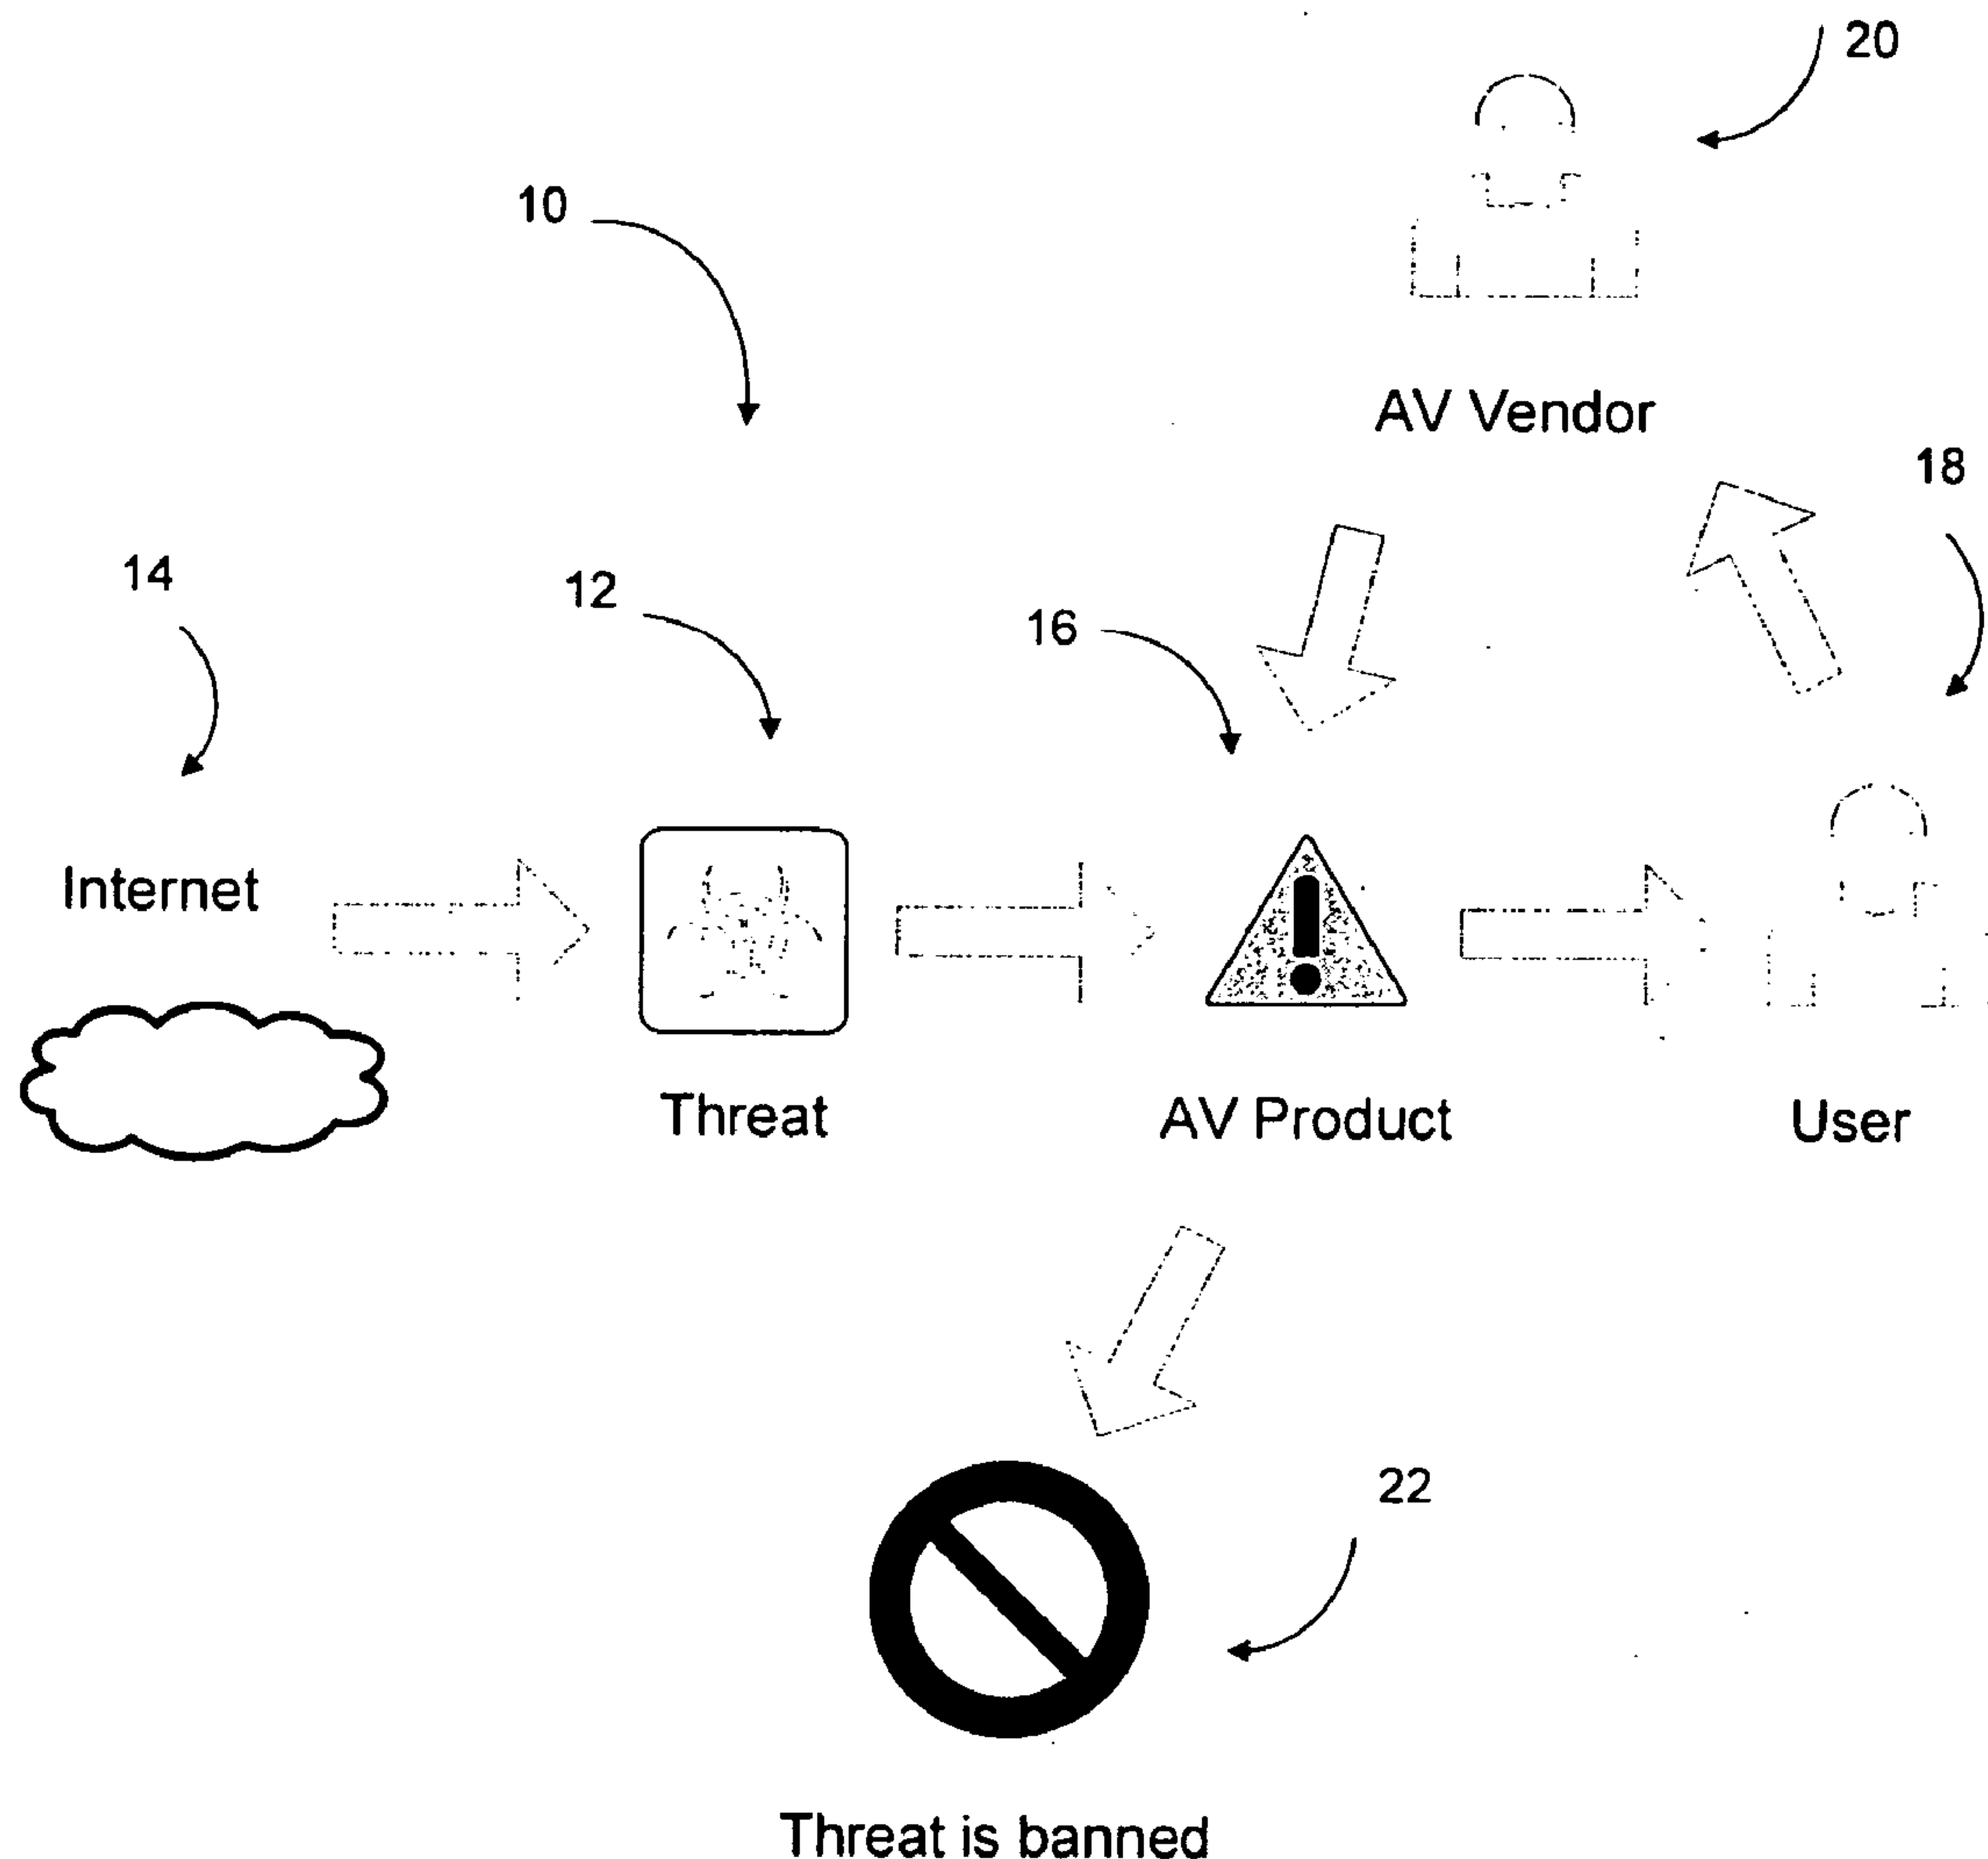 20
10
AV Vendor
18
14
12
16
Internet
Threat
AV Product
User
22
Threat is banned